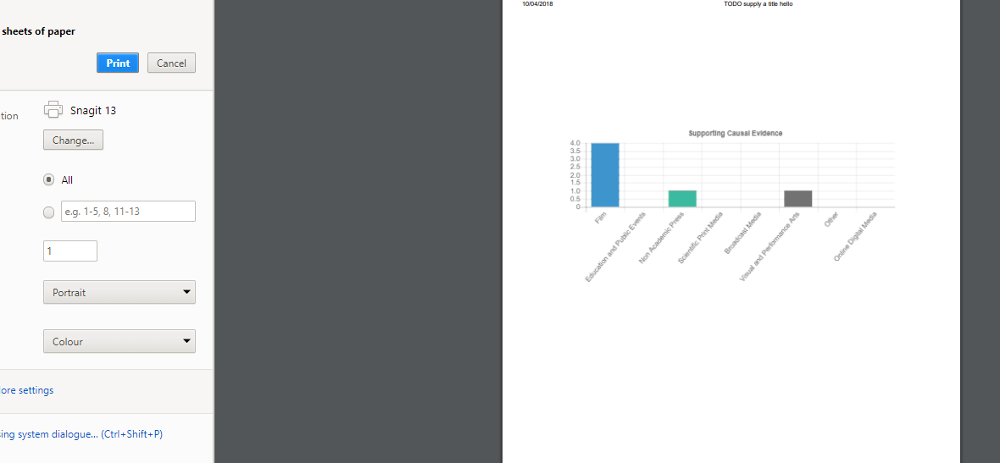 sheets of paper
Print
Cancel
tion
Snagit 13
Change...
All
e.g. 1-5, 8, 11-13
1
Portrait
Colour
ore settings
sing system dialogue... (Ctrl+Shift+P)
10/04/2018
TODO supply a title hello
Supporting Causal Evidence
4.0
3.5
3.0
2.5
2.0
1.5
1.0
0.5
0
Film
Education and Public Events
Non Academic Press
Scientific Print Media
Broadcast Media
Visual and Performance Arts
Other
Online Digital Media